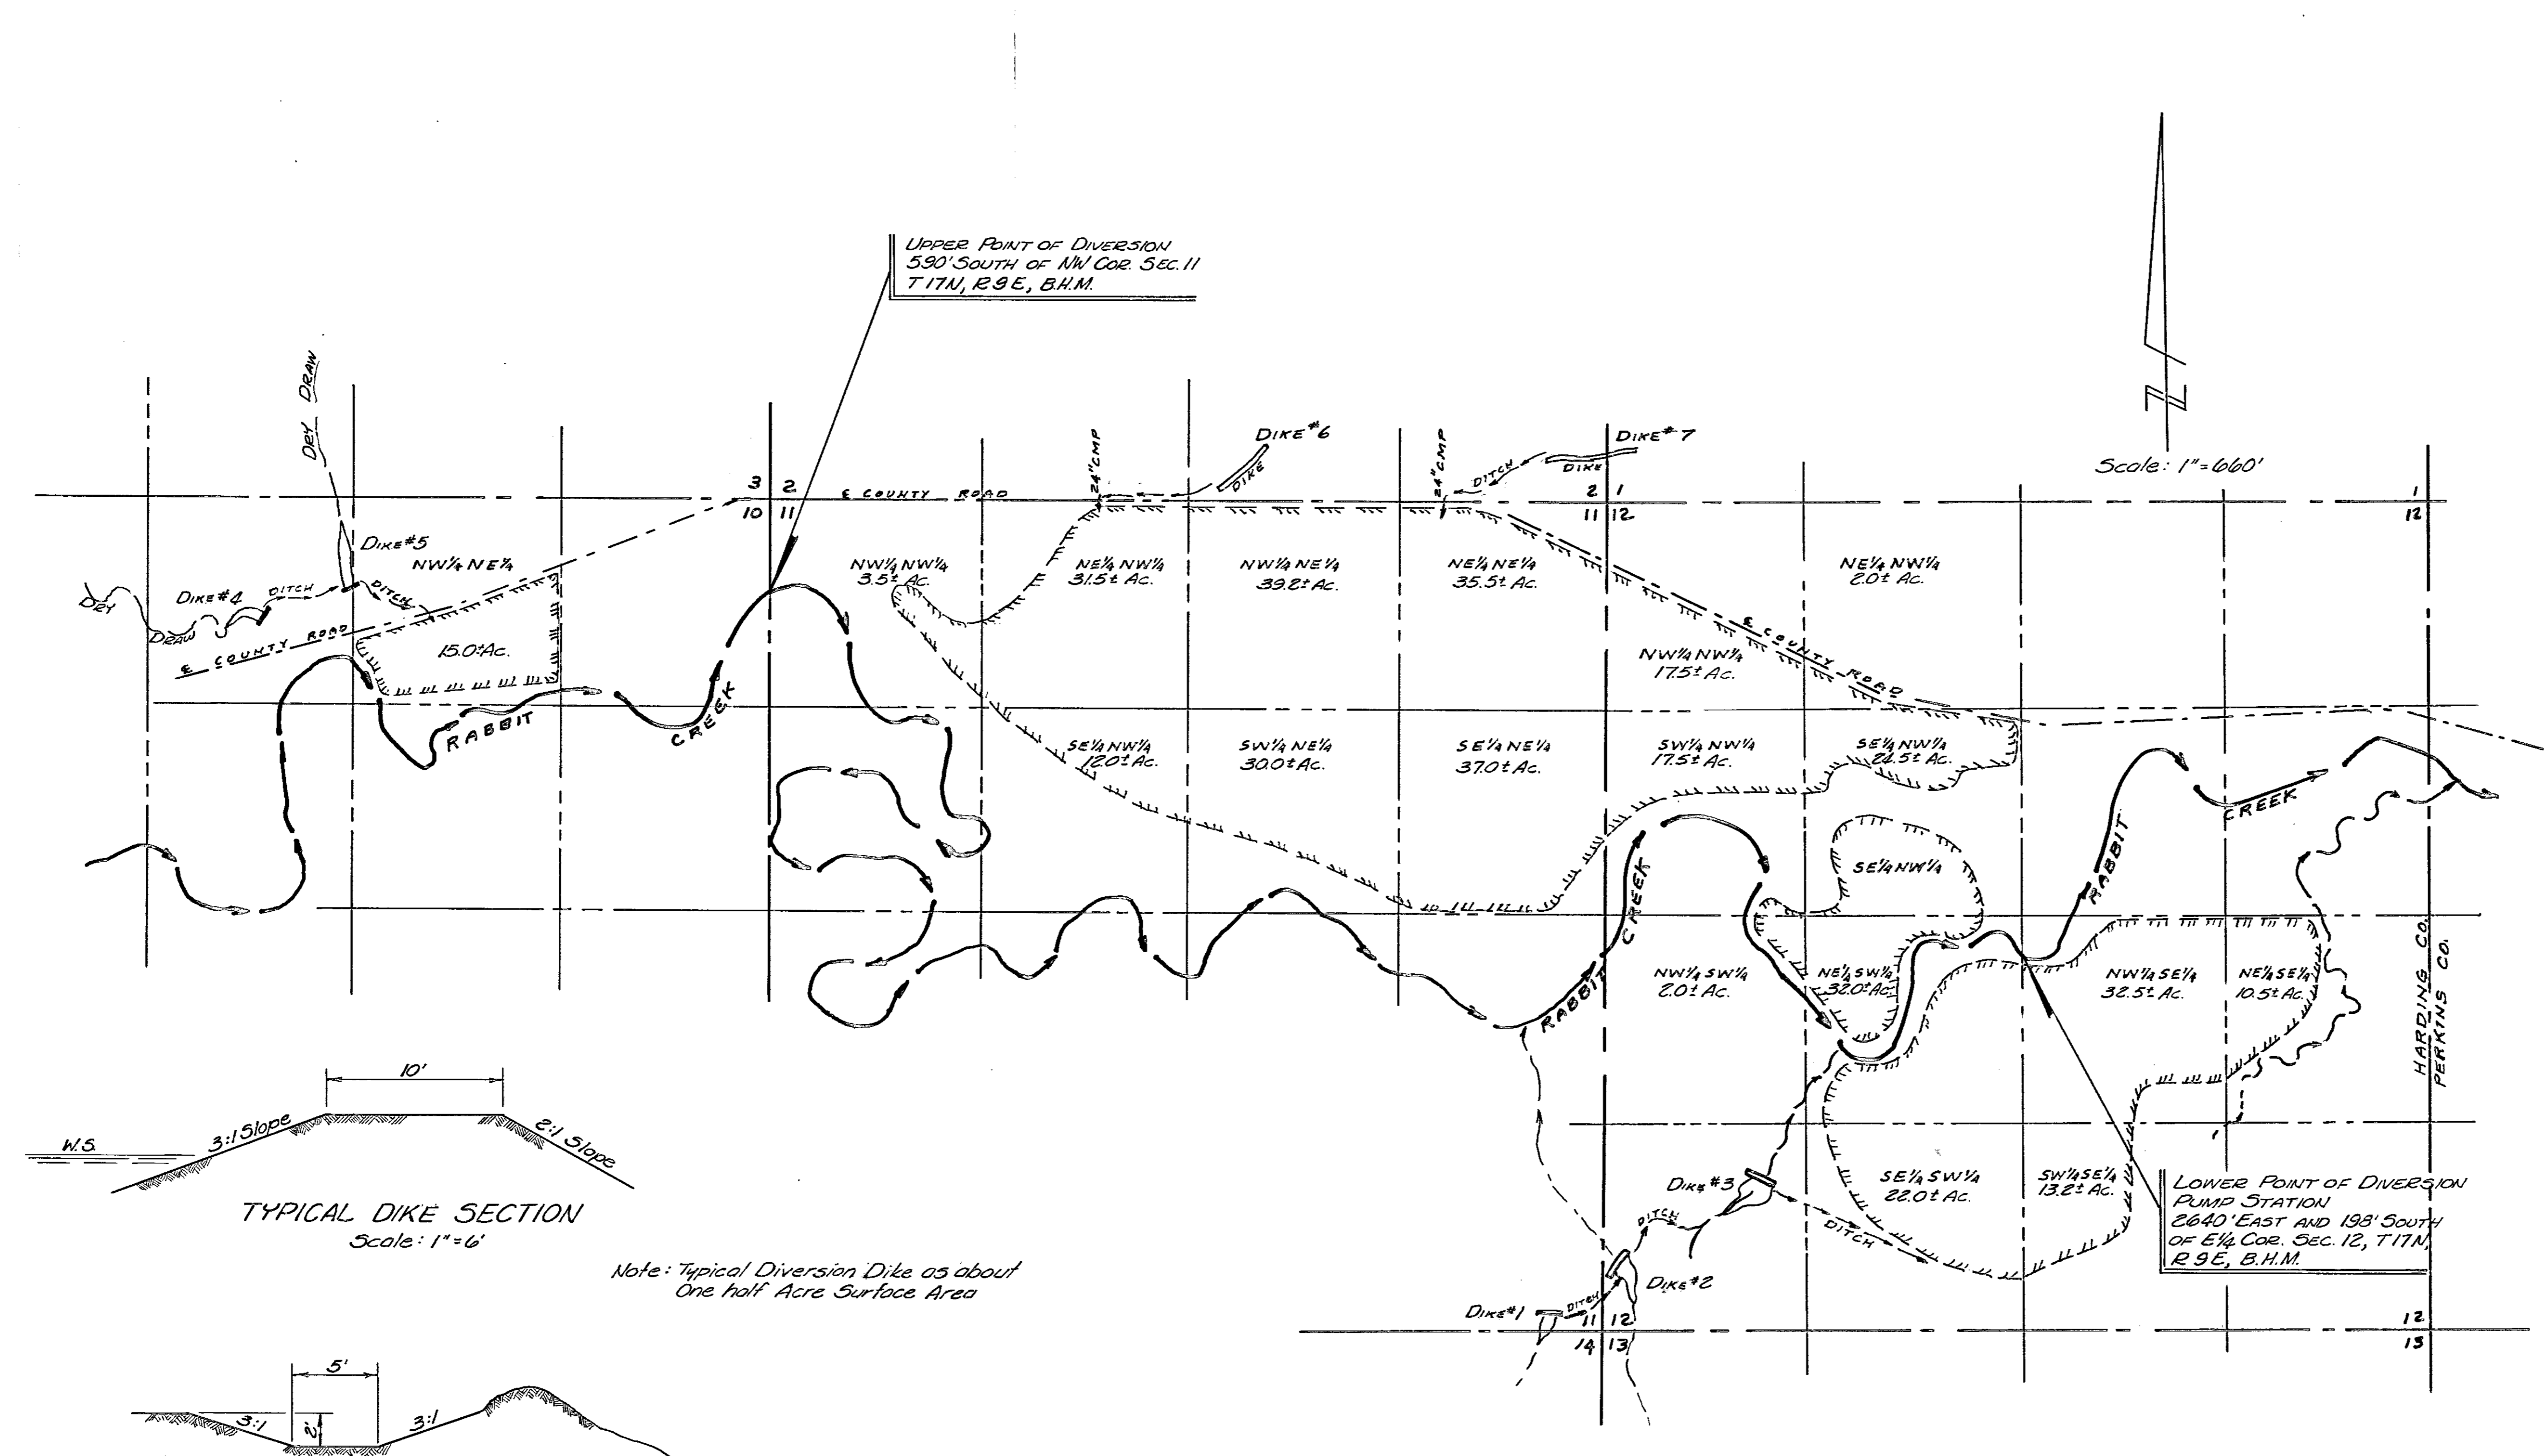 UPPER POINT OF DIVERSION
590' SOUTH OF NW COR. SEC. 11
T 17N, R 9 E, B.H.M.
DRY DRAW
Scale: 1"=660'
24" CMP
DIKE #6
DIKE
24" CMP
DITCH
DIKE #7
DIKE
3 2
10 11
℄ COUNTY ROAD
2 1
11 12
1
12
DIKE #5
NW¼ NE¼
DRY
DRAW
DIKE #4
DITCH
DITCH
℄ COUNTY ROAD
15.0± AC.
NW¼ NW¼
3.5± AC.
NE¼ NW¼
31.5± AC.
NW¼ NE¼
39.2± AC.
NE¼ NE¼
35.5± AC.
NE¼ NW¼
2.0± AC.
NW¼ NW¼
17.5± AC.
℄ COUNTY ROAD
RABBIT CREEK
SE¼ NW¼
12.0± AC.
SW¼ NE¼
30.0± AC.
SE¼ NE¼
37.0± AC.
SW¼ NW¼
17.5± AC.
SE¼ NW¼
24.5± AC.
SE¼ NW¼
RABBIT CREEK
RABBIT CREEK
NW¼ SW¼
2.0± AC.
NE¼ SW¼
32.0± AC.
NW¼ SE¼
32.5± AC.
NE¼ SE¼
10.5± AC.
HARDING CO.
PERKINS CO.
SE¼ SW¼
22.0± AC.
SW¼ SE¼
13.2± AC.
DIKE #3
DITCH
DITCH
DIKE #2
DIKE #1
DITCH
11 12
14 13
12
13
LOWER POINT OF DIVERSION
PUMP STATION
2640' EAST AND 198' SOUTH
OF E¼ COR. SEC. 12, T17N,
R 9E, B.H.M.
10'
W.S.
3:1 Slope
2:1 Slope
TYPICAL DIKE SECTION
Scale: 1"=6'
Note: Typical Diversion Dike as about
One half Acre Surface Area
5'
3:1
2'
3:1